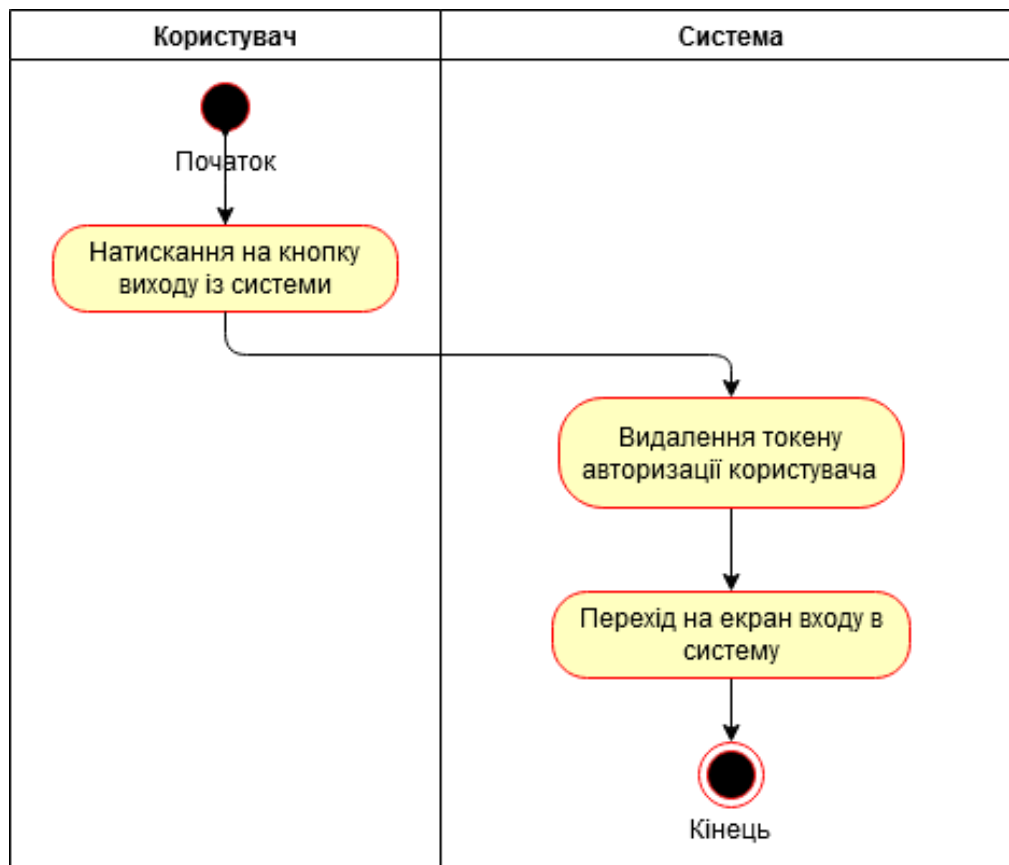 Користувач
Система
Початок
Натискання на кнопку
виходу із системи
Видалення токену
авторизації користувача
Перехід на екран входу в
систему
Кінець